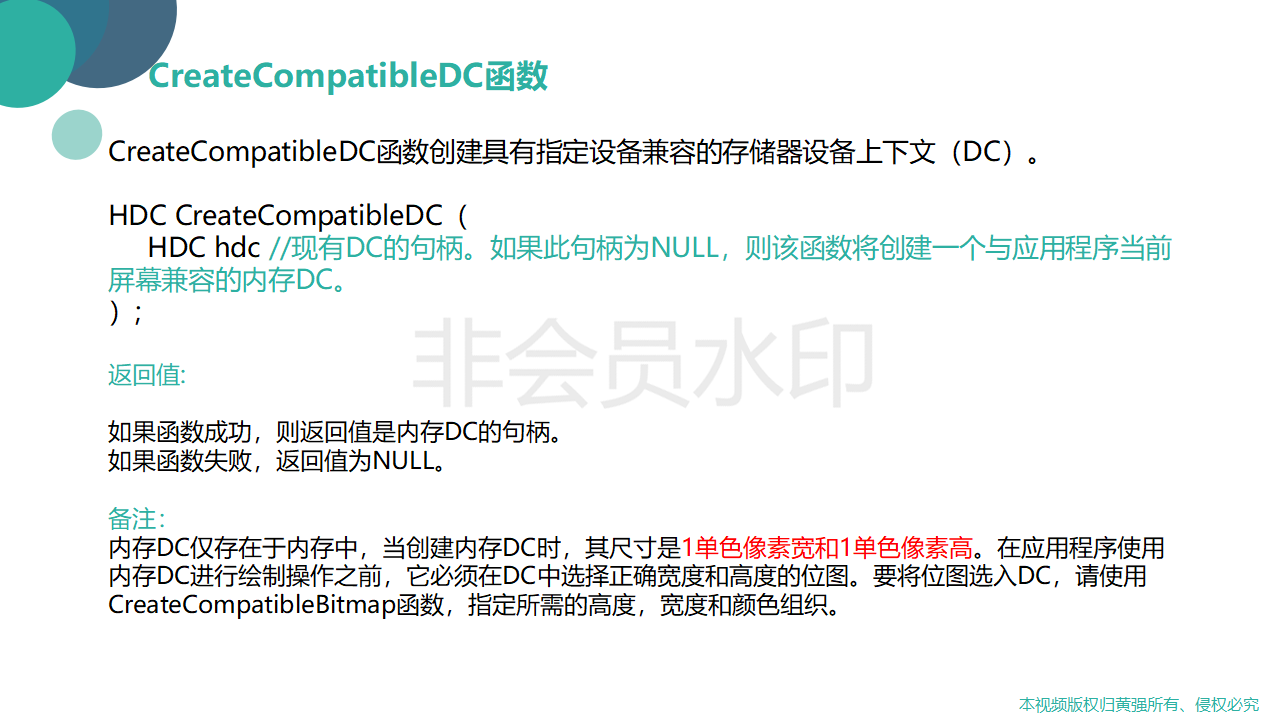 CreateCompatibleDC函数
CreateCompatibleDC函数创建具有指定设备兼容的存储器设备上下文（DC）。
HDC CreateCompatibleDC（
HDC hdc //现有DC的句柄。如果此句柄为NULL，则该函数将创建一个与应用程序当前
屏幕兼容的内存DC。
）;
非会员水印
返回值:
如果函数成功，则返回值是内存DC的句柄。
如果函数失败，返回值为NULL。
备注：
内存DC仅存在于内存中，当创建内存DC时，其尺寸是1单色像素宽和1单色像素高。在应用程序使用
内存DC进行绘制操作之前，它必须在DC中选择正确宽度和高度的位图。要将位图选入DC，请使用
CreateCompatibleBitmap函数，指定所需的高度，宽度和颜色组织。
本视频版权归黄强所有、侵权必究